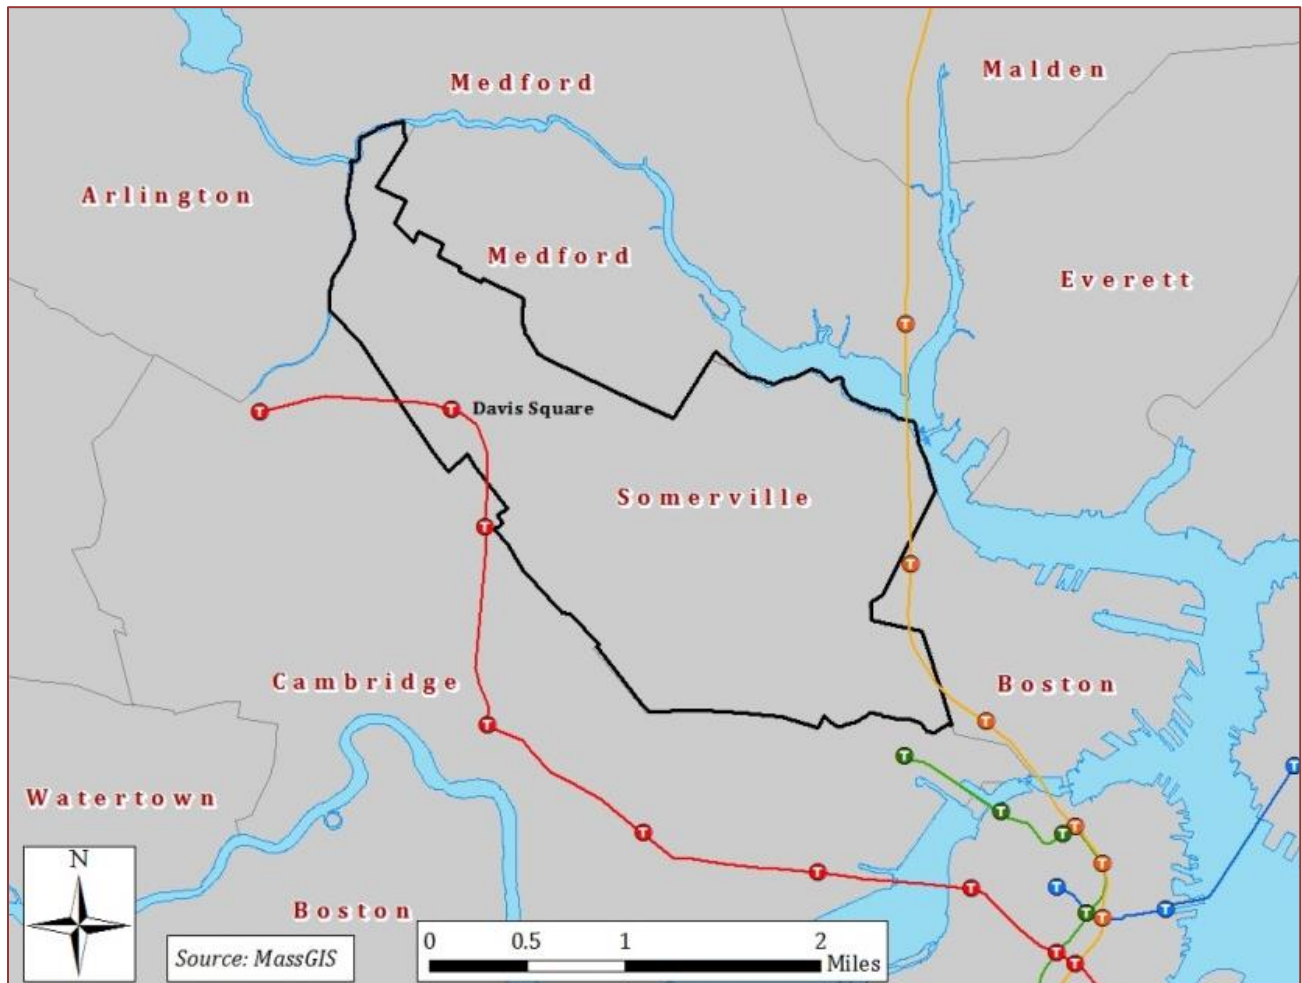 Malden
Medford
Arlington
Medford
Everett
T
T
T
Davis Square
Somerville
T
T
Cambridge
Boston
T
T
T
T
Watertown
T
T
T
T
T
T
T
T
T
T
T
T
T
T
N
Boston
0 0.5 1 2
Miles
Source: MassGIS